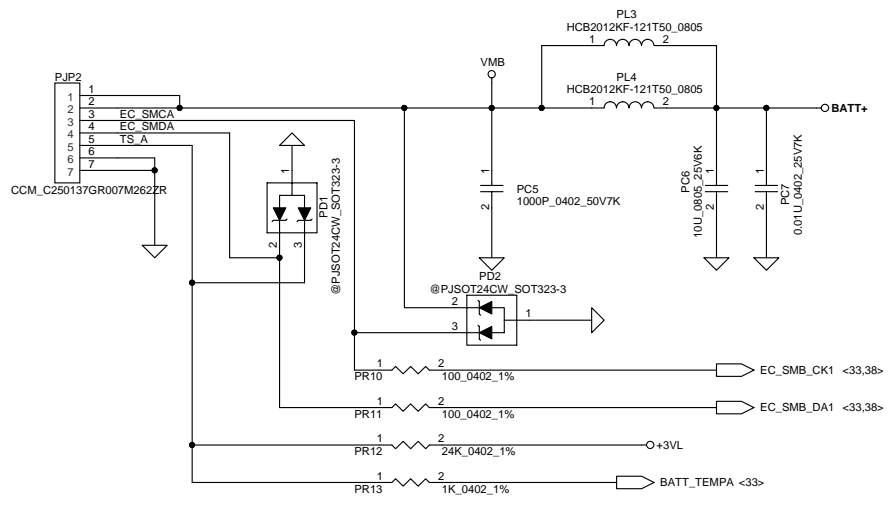 PL3
HCB2012KF-121T50_0805
1 2
VMB
PL4
HCB2012KF-121T50_0805
1 2
BATT+
PJP2
1 1
2 2
3 3 EC_SMCA
4 4 EC_SMDA
5 5 TS_A
6 6
7 7
CCM_C250137GR007M262ZR
1
2 3
PD1
@PJSOT24CW_SOT323-3
1
2
PC5
1000P_0402_50V7K
1
2
PC6
10U_0805_25V6K
1
2
PC7
0.01U_0402_25V7K
PD2
@PJSOT24CW_SOT323-3
2
3
1
1 2
PR10 100_0402_1%
EC_SMB_CK1 <33,38>
1 2
PR11 100_0402_1%
EC_SMB_DA1 <33,38>
1 2
PR12 24K_0402_1%
+3VL
1 2
PR13 1K_0402_1%
BATT_TEMPA <33>